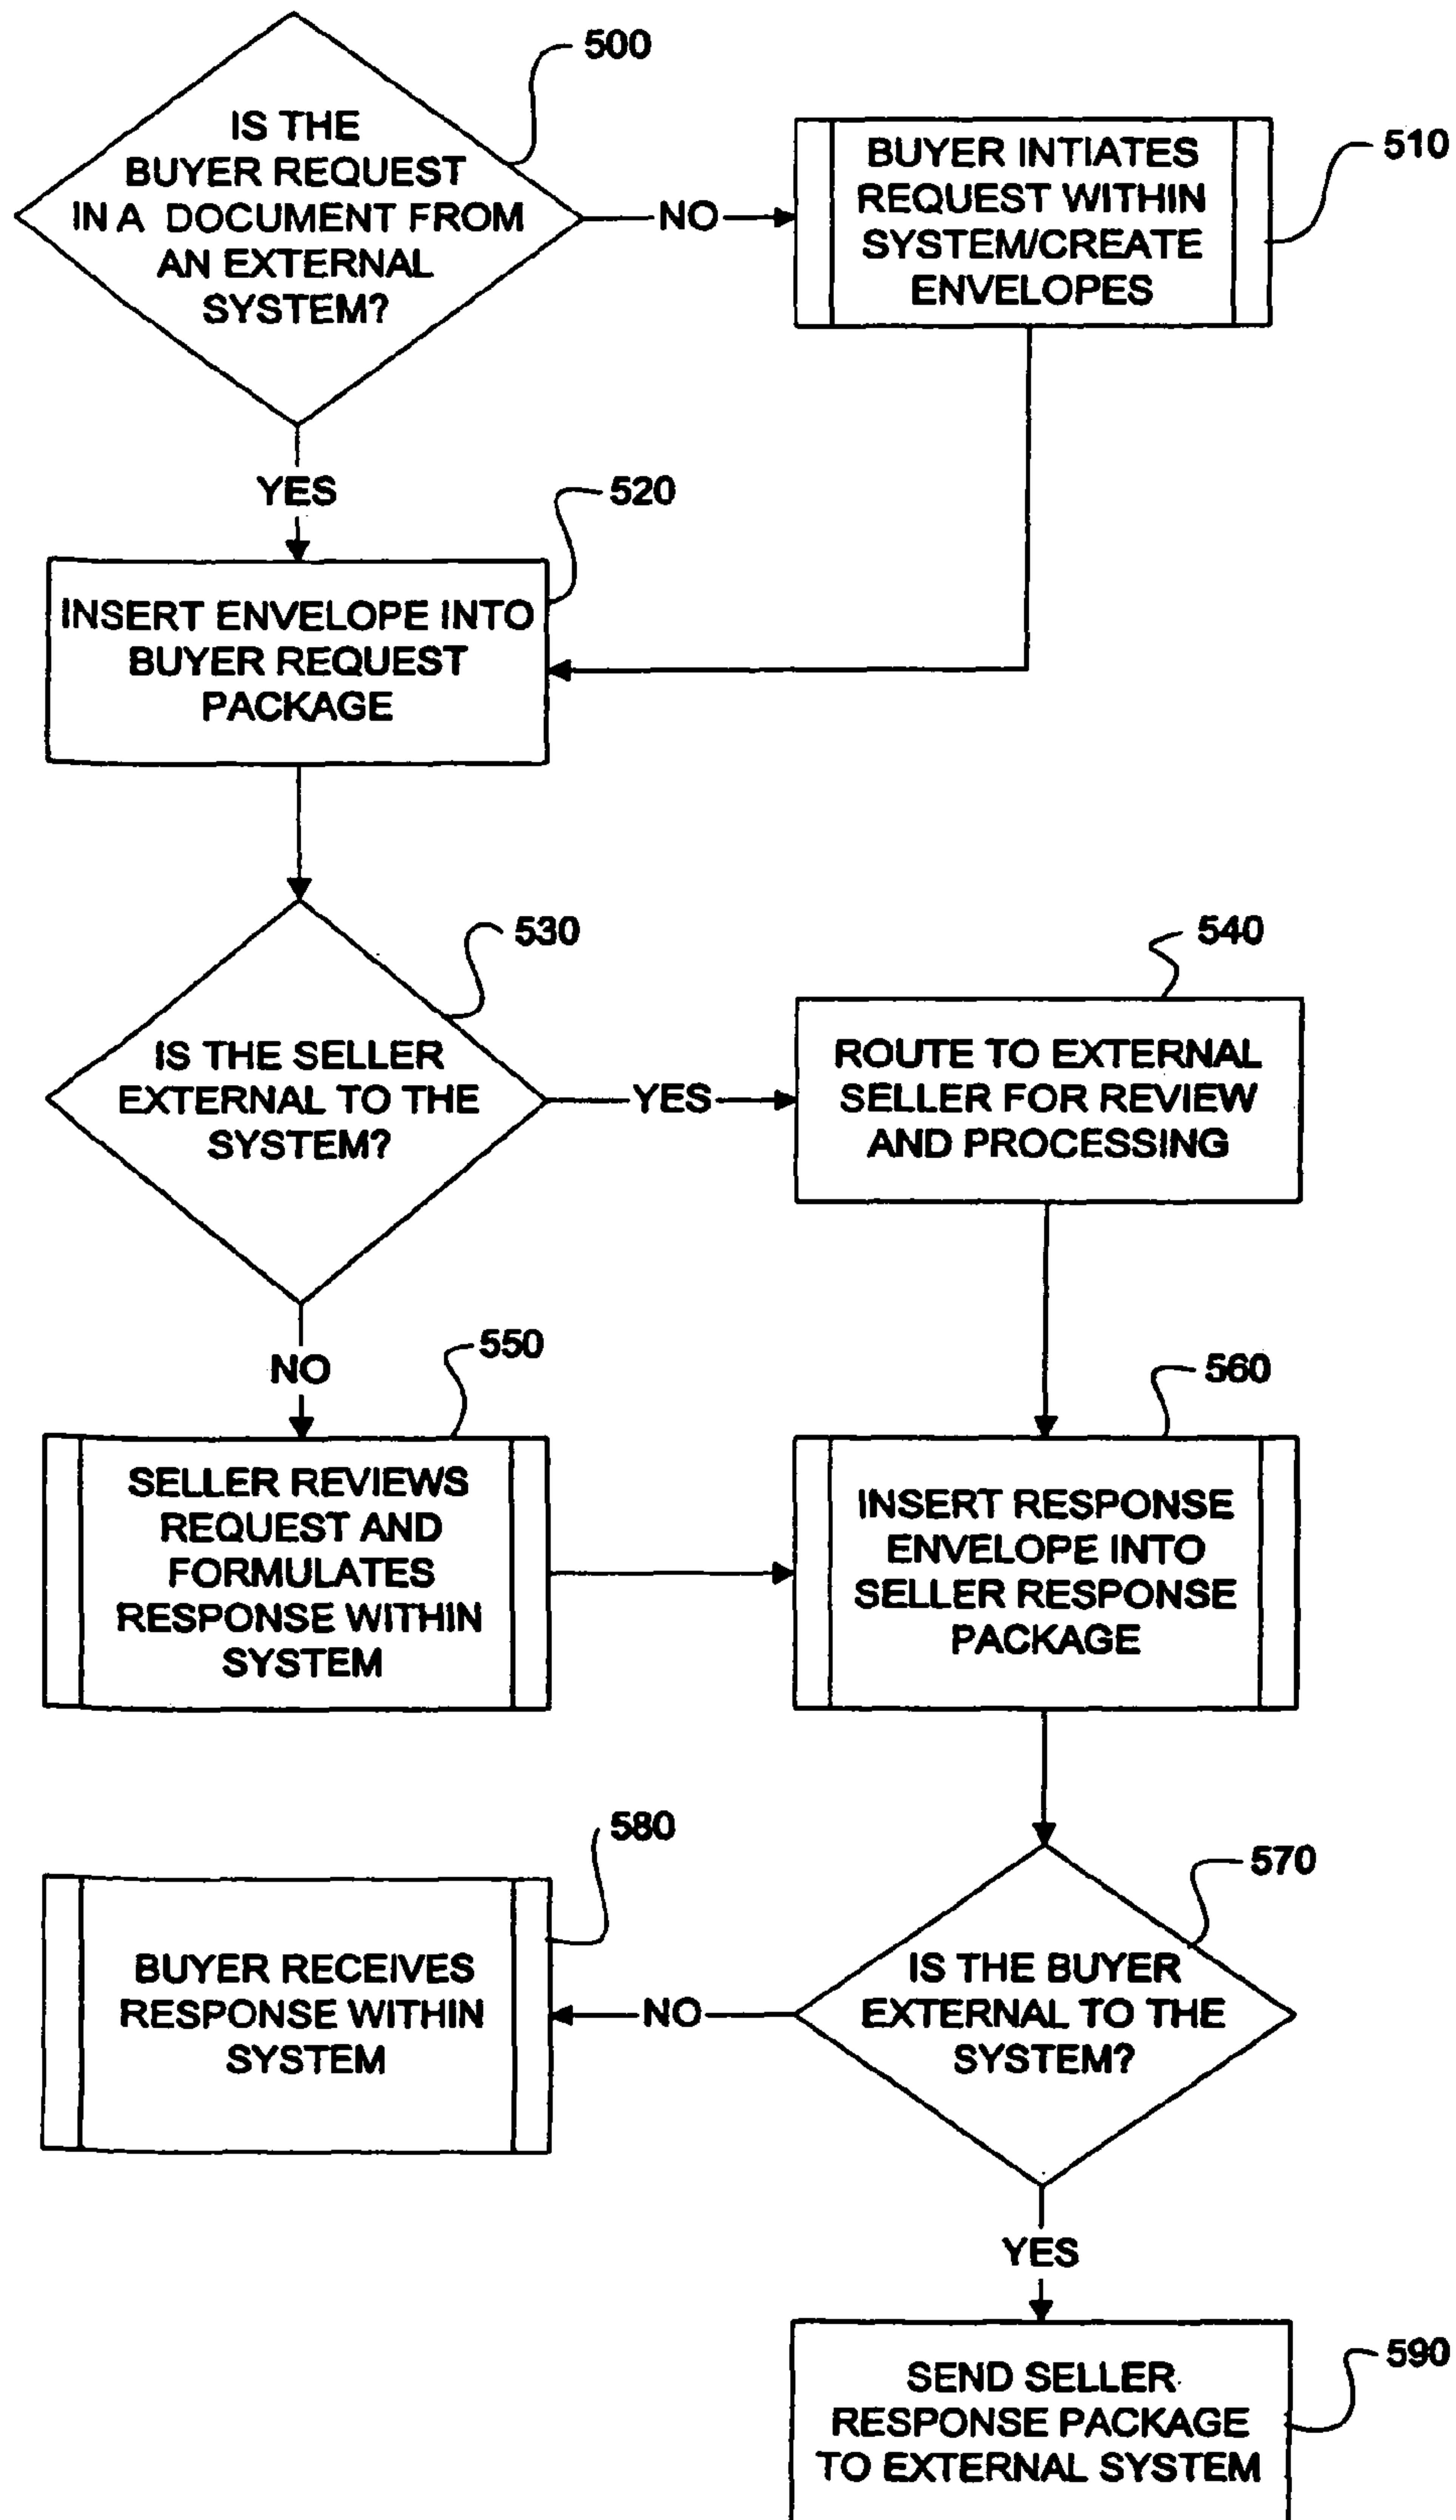 500
IS THE
BUYER REQUEST
IN A DOCUMENT FROM
AN EXTERNAL
SYSTEM?
NO
BUYER INTIATES
REQUEST WITHIN
SYSTEM/CREATE
ENVELOPES
510
YES
520
INSERT ENVELOPE INTO
BUYER REQUEST
PACKAGE
530
IS THE SELLER
EXTERNAL TO THE
SYSTEM?
YES
540
ROUTE TO EXTERNAL
SELLER FOR REVIEW
AND PROCESSING
NO
550
SELLER REVIEWS
REQUEST AND
FORMULATES
RESPONSE WITHIN
SYSTEM
560
INSERT RESPONSE
ENVELOPE INTO
SELLER RESPONSE
PACKAGE
570
IS THE BUYER
EXTERNAL TO THE
SYSTEM?
NO
580
BUYER RECEIVES
RESPONSE WITHIN
SYSTEM
YES
590
SEND SELLER
RESPONSE PACKAGE
TO EXTERNAL SYSTEM